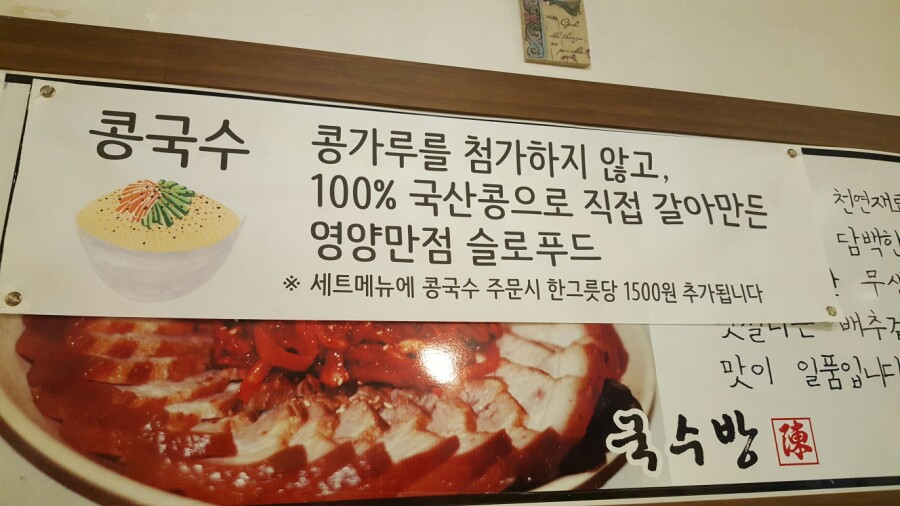 콩국수
콩가루를 첨가하지 않고,
100% 국산콩으로 직접 갈아만든
영양만점 슬로푸드
※ 세트메뉴에 콩국수 주문시 한그릇당 1500원 추가됩니다
천연재료
담백한
무생
배추겉
맛이 일품입니다
국수방 陳